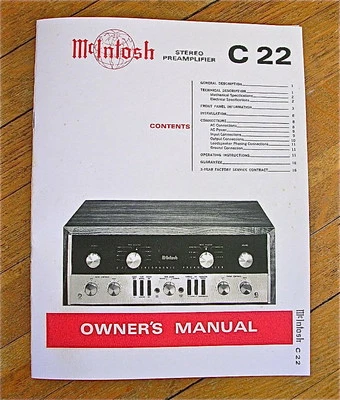 McIntosh
STEREO
PREAMPLIFIER
C 22
CONTENTS
GENERAL DESCRIPTION
TECHNICAL DESCRIPTION
Mechanical Specifications
Electrical Specifications
FRONT PANEL INFORMATION
INSTALLATION
CONNECTIONS
AC Connections
AC Power
Input Connections
Output Connections
Loudspeaker Phasing Connections
Ground Connection
OPERATING INSTRUCTIONS
GUARANTEE
3-YEAR FACTORY SERVICE CONTRACT
McIntosh
OWNER'S MANUAL
McIntosh
C 22